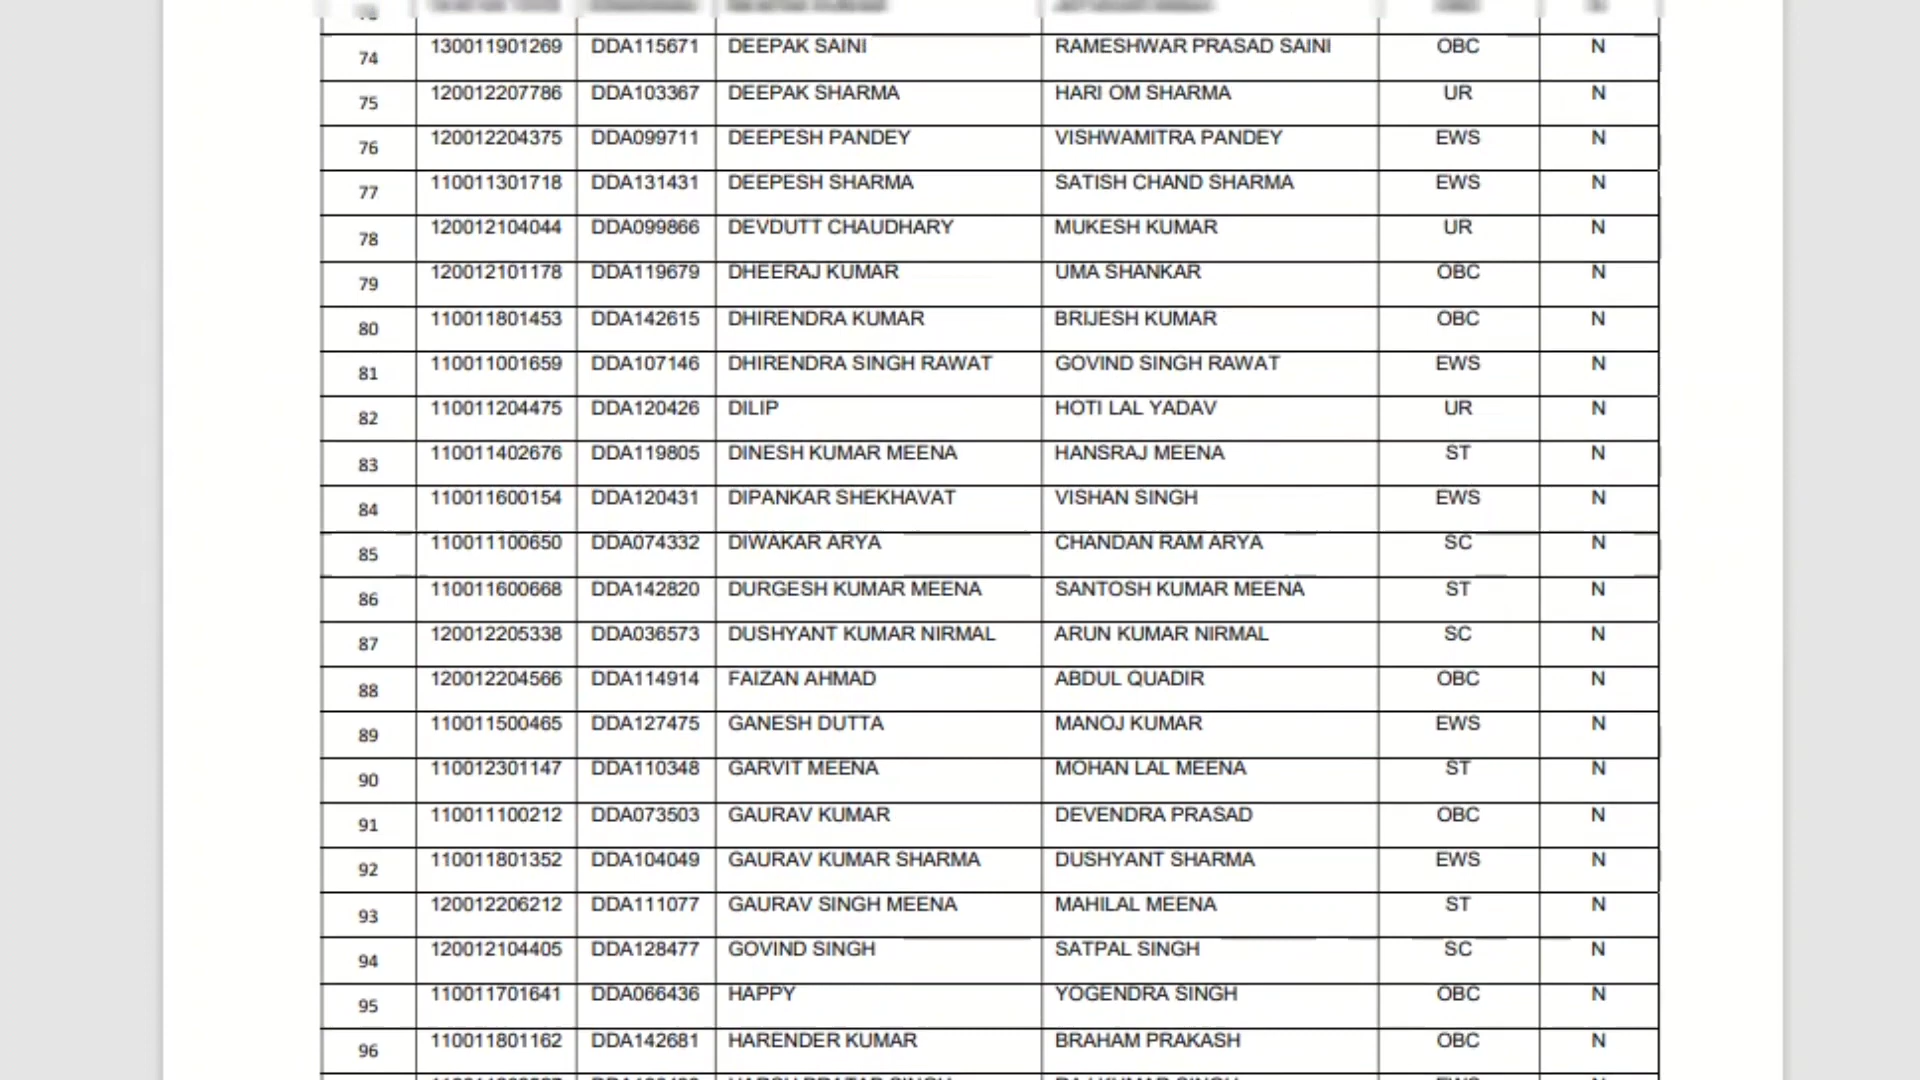 74 130011901269 DDA115671 DEEPAK SAINI RAMESHWAR PRASAD SAINI OBC N
75 120012207786 DDA103367 DEEPAK SHARMA HARI OM SHARMA UR N
76 120012204375 DDA099711 DEEPESH PANDEY VISHWAMITRA PANDEY EWS N
77 110011301718 DDA131431 DEEPESH SHARMA SATISH CHAND SHARMA EWS N
78 120012104044 DDA099866 DEVDUTT CHAUDHARY MUKESH KUMAR UR N
79 120012101178 DDA119679 DHEERAJ KUMAR UMA SHANKAR OBC N
80 110011801453 DDA142615 DHIRENDRA KUMAR BRIJESH KUMAR OBC N
81 110011001659 DDA107146 DHIRENDRA SINGH RAWAT GOVIND SINGH RAWAT EWS N
82 110011204475 DDA120426 DILIP HOTI LAL YADAV UR N
83 110011402676 DDA119805 DINESH KUMAR MEENA HANSRAJ MEENA ST N
84 110011600154 DDA120431 DIPANKAR SHEKHAVAT VISHAN SINGH EWS N
85 110011100650 DDA074332 DIWAKAR ARYA CHANDAN RAM ARYA SC N
86 110011600668 DDA142820 DURGESH KUMAR MEENA SANTOSH KUMAR MEENA ST N
87 120012205338 DDA036573 DUSHYANT KUMAR NIRMAL ARUN KUMAR NIRMAL SC N
88 120012204566 DDA114914 FAIZAN AHMAD ABDUL QUADIR OBC N
89 110011500465 DDA127475 GANESH DUTTA MANOJ KUMAR EWS N
90 110012301147 DDA110348 GARVIT MEENA MOHAN LAL MEENA ST N
91 110011100212 DDA073503 GAURAV KUMAR DEVENDRA PRASAD OBC N
92 110011801352 DDA104049 GAURAV KUMAR SHARMA DUSHYANT SHARMA EWS N
93 120012206212 DDA111077 GAURAV SINGH MEENA MAHILAL MEENA ST N
94 120012104405 DDA128477 GOVIND SINGH SATPAL SINGH SC N
95 110011701641 DDA066436 HAPPY YOGENDRA SINGH OBC N
96 110011801162 DDA142681 HARENDER KUMAR BRAHAM PRAKASH OBC N